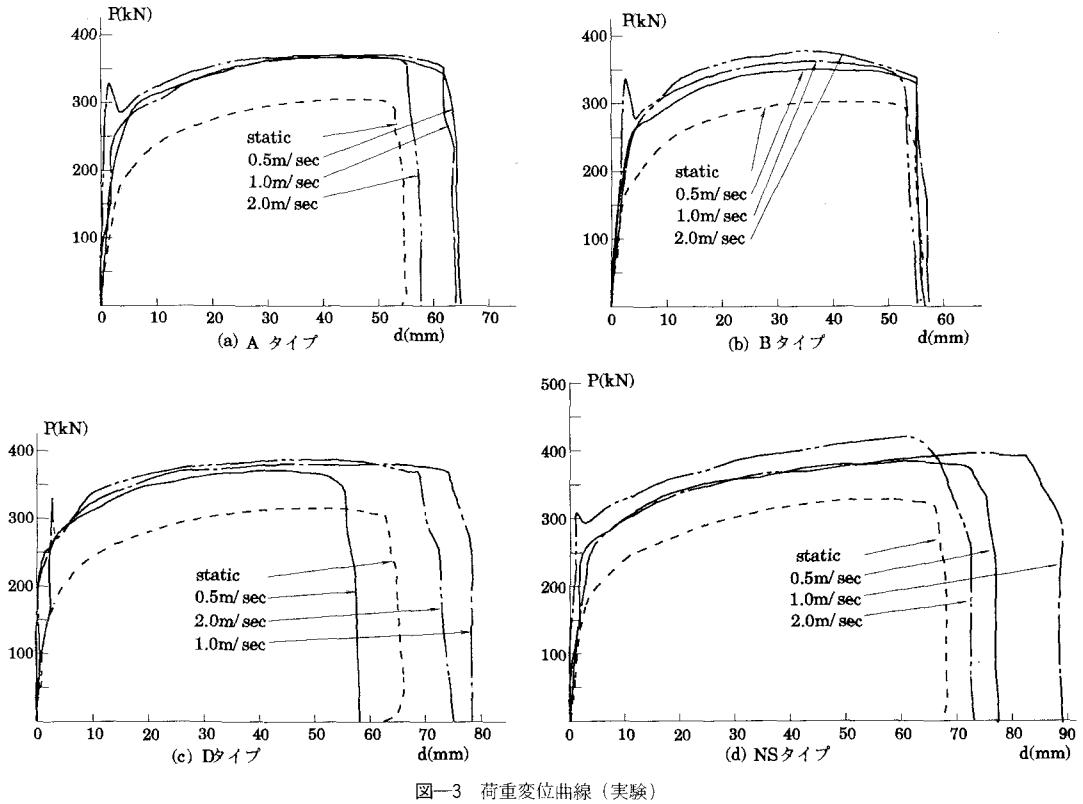 P(kN)
400
300
200
100
static
0.5m/sec
1.0m/sec
2.0m/sec
0 10 20 30 40 50 60 70
d(mm)
(a) A タイプ
P(kN)
400
300
200
100
static
0.5m/sec
1.0m/sec
2.0m/sec
0 10 20 30 40 50 60
d(mm)
(b) Bタイプ
P(kN)
400
300
200
100
static
0.5m/sec
2.0m/sec
1.0m/sec
0 10 20 30 40 50 60 70 80
(c) Dタイプ
d(mm)
500
P(kN)
400
300
200
100
static
0.5m/sec
1.0m/sec
2.0m/sec
0 10 20 30 40 50 60 70 80 90
(d) NSタイプ
d(mm)
図―3 荷重変位曲線(実験)